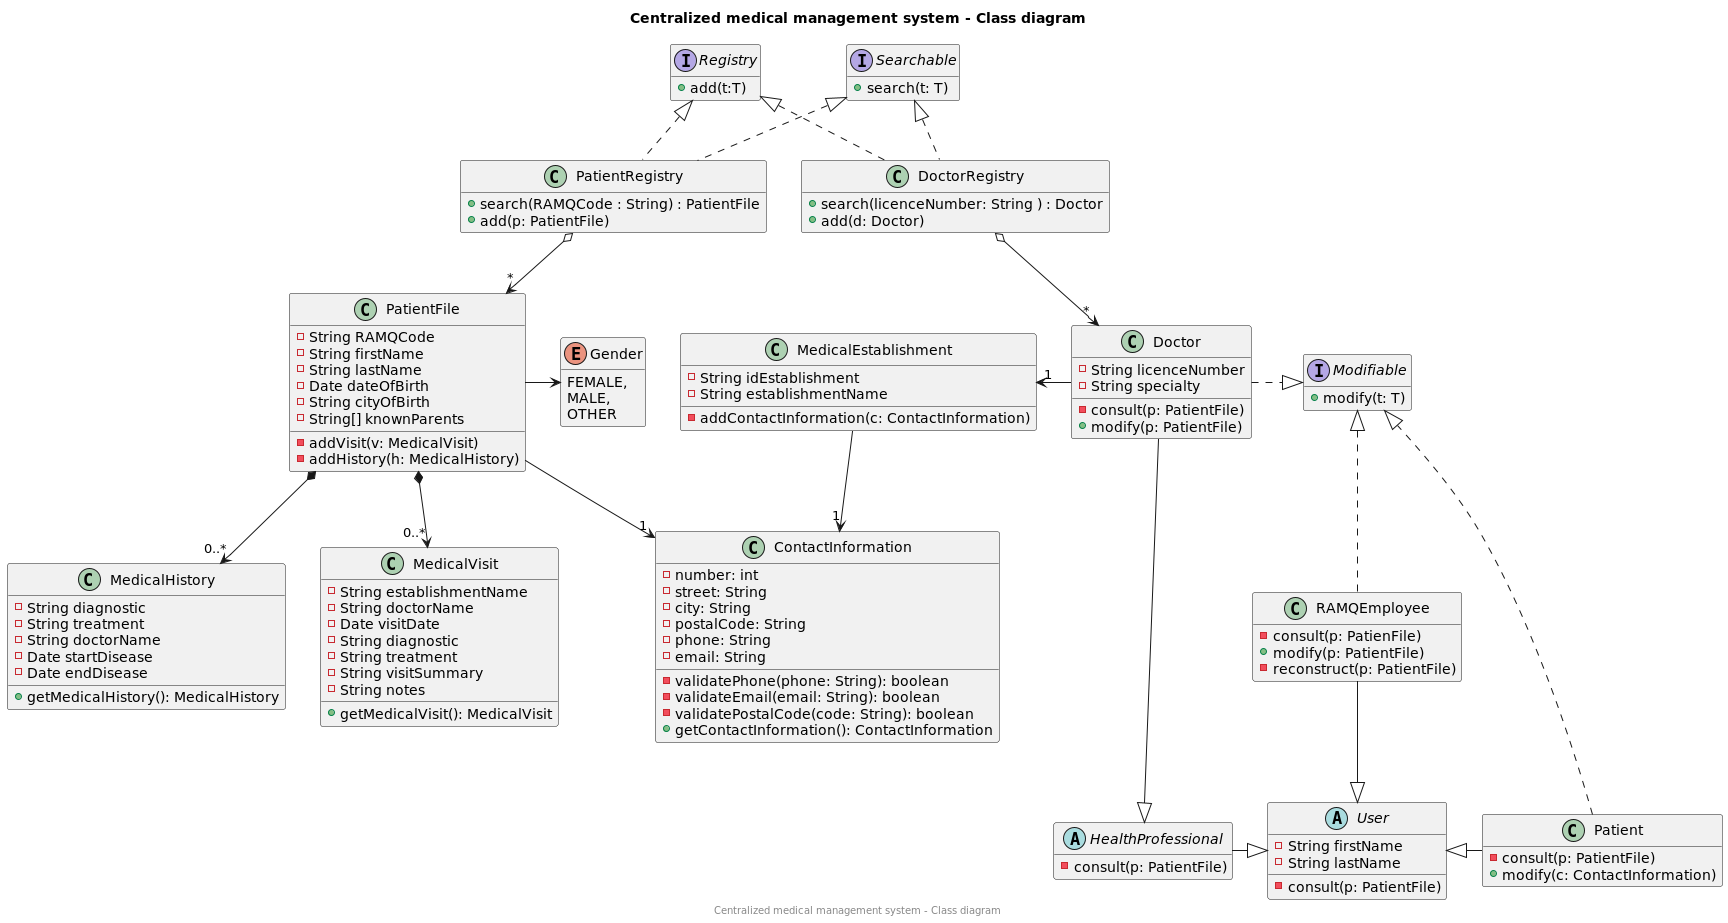 Centralized medical management system - Class diagram
I Registry
add(t:T)
I Searchable
search(t: T)
C PatientRegistry
search(RAMQCode : String) : PatientFile
add(p: PatientFile)
C DoctorRegistry
search(licenceNumber: String ) : Doctor
add(d: Doctor)
*
*
C PatientFile
String RAMQCode
String firstName
String lastName
Date dateOfBirth
String cityOfBirth
String[] knownParents
addVisit(v: MedicalVisit)
addHistory(h: MedicalHistory)
E Gender
FEMALE,
MALE,
OTHER
C MedicalEstablishment
String idEstablishment
String establishmentName
addContactInformation(c: ContactInformation)
1
C Doctor
String licenceNumber
String specialty
consult(p: PatientFile)
modify(p: PatientFile)
I Modifiable
modify(t: T)
0..*
0..*
1
1
C MedicalHistory
String diagnostic
String treatment
String doctorName
Date startDisease
Date endDisease
getMedicalHistory(): MedicalHistory
C MedicalVisit
String establishmentName
String doctorName
Date visitDate
String diagnostic
String treatment
String visitSummary
String notes
getMedicalVisit(): MedicalVisit
C ContactInformation
number: int
street: String
city: String
postalCode: String
phone: String
email: String
validatePhone(phone: String): boolean
validateEmail(email: String): boolean
validatePostalCode(code: String): boolean
getContactInformation(): ContactInformation
C RAMQEmployee
consult(p: PatienFile)
modify(p: PatientFile)
reconstruct(p: PatientFile)
A HealthProfessional
consult(p: PatientFile)
A User
String firstName
String lastName
consult(p: PatientFile)
C Patient
consult(p: PatientFile)
modify(c: ContactInformation)
Centralized medical management system - Class diagram